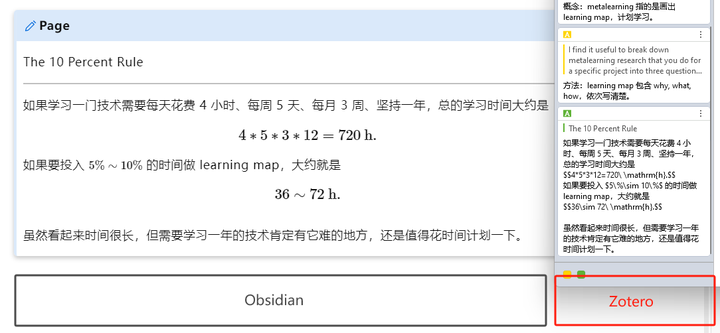 Page
The 10 Percent Rule
如果学习一门技术需要每天花费 4 小时、每周 5 天、每月 3 周、坚持一年，总的学习时间大约是
4 * 5 * 3 * 12 = 720 h.
如果要投入 5% ∼ 10% 的时间做 learning map，大约就是
36 ∼ 72 h.
虽然看起来时间很长，但需要学习一年的技术肯定有它难的地方，还是值得花时间计划一下。
Obsidian
概念：metalearning 指的是画出
learning map，计划学习。
A
I find it useful to break down
metalearning research that you do for
a specific project into three question...
方法：learning map 包含 why, what,
how，依次写清楚。
A
The 10 Percent Rule
如果学习一门技术需要每天花费 4 小
时、每周 5 天、每月 3 周、坚持一年，
总的学习时间大约是
$$4*5*3*12=720\ \mathrm{h}.$$
如果要投入 $5\%\sim 10\%$ 的时间做
learning map，大约就是
$$36\sim 72\ \mathrm{h}.$$
虽然看起来时间很长，但需要学习一年
的技术肯定有它难的地方，还是值得花
时间计划一下。
Zotero